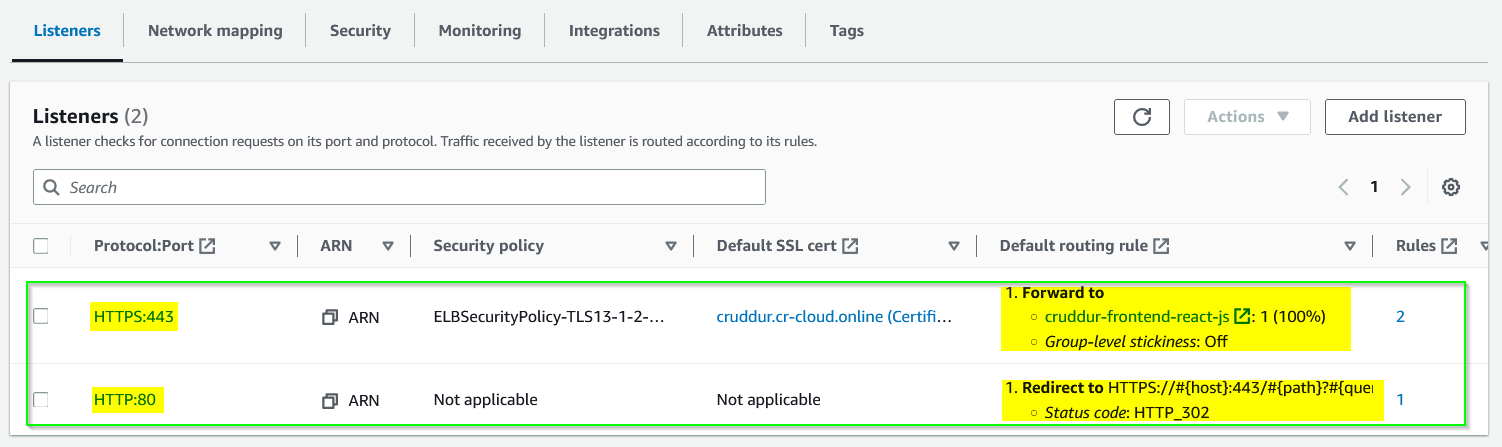 Listeners Network mapping Security Monitoring Integrations Attributes Tags
Listeners (2)
Actions Add listener
A listener checks for connection requests on its port and protocol. Traffic received by the listener is routed according to its rules.
Search 1
Protocol:Port ARN Security policy Default SSL cert Default routing rule Rules
1. Forward to
HTTPS:443 ARN ELBSecurityPolicy-TLS13-1-2-... cruddur.cr-cloud.online (Certifi... ○ cruddur-frontend-react-js : 1 (100%) 2
○ Group-level stickiness: Off
1. Redirect to HTTPS://#{host}:443/#{path}?#{quer
HTTP:80 ARN Not applicable Not applicable 1
○ Status code: HTTP_302